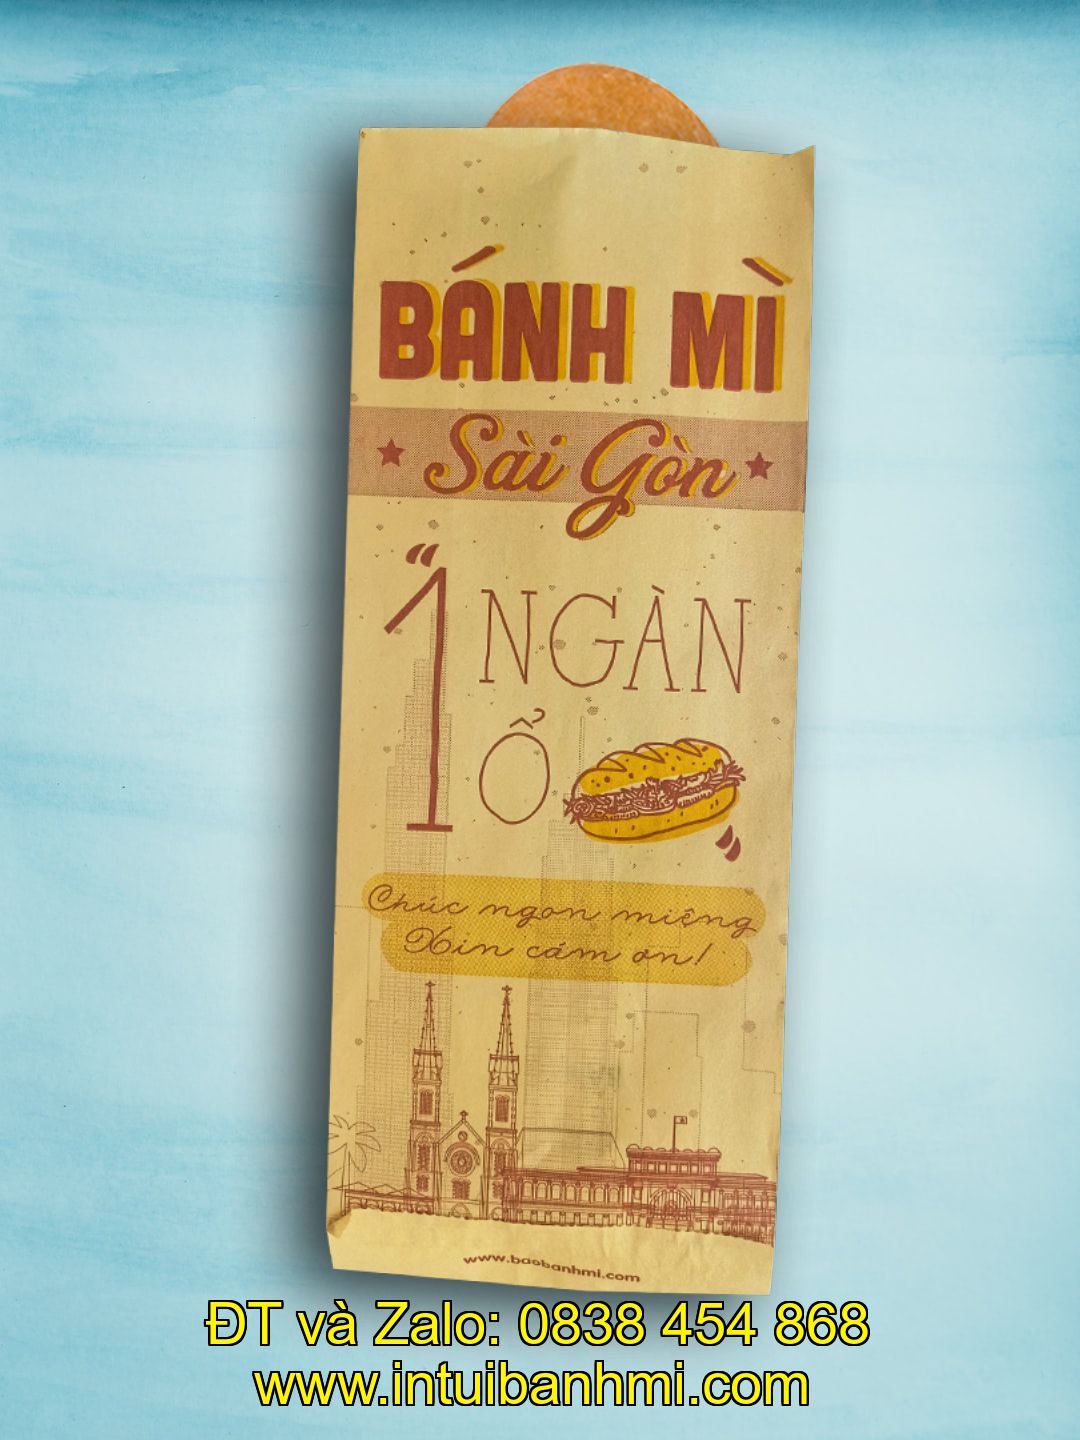 BÁNH MÌ
Sài Gòn
"1 NGÀN
Ổ"
Chúc ngon miệng
Xin cám ơn!
www.baobanhmi.com
ĐT và Zalo: 0838 454 868
www.intuibanhmi.com